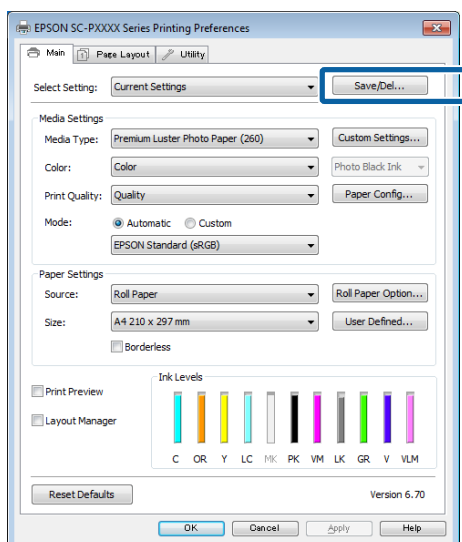 EPSON SC-PXXXX Series Printing Preferences
Main Page Layout Utility
Select Setting: Current Settings Save/Del...
Media Settings
Media Type: Premium Luster Photo Paper (260) Custom Settings...
Color: Color Photo Black Ink
Print Quality: Quality Paper Config...
Mode: Automatic Custom
EPSON Standard (sRGB)
Paper Settings
Source: Roll Paper Roll Paper Option...
Size: A4 210 x 297 mm User Defined...
Borderless
Ink Levels
Print Preview
Layout Manager
C OR Y LC MK PK VM LK GR V VLM
Reset Defaults Version 6.70
OK Cancel Apply Help